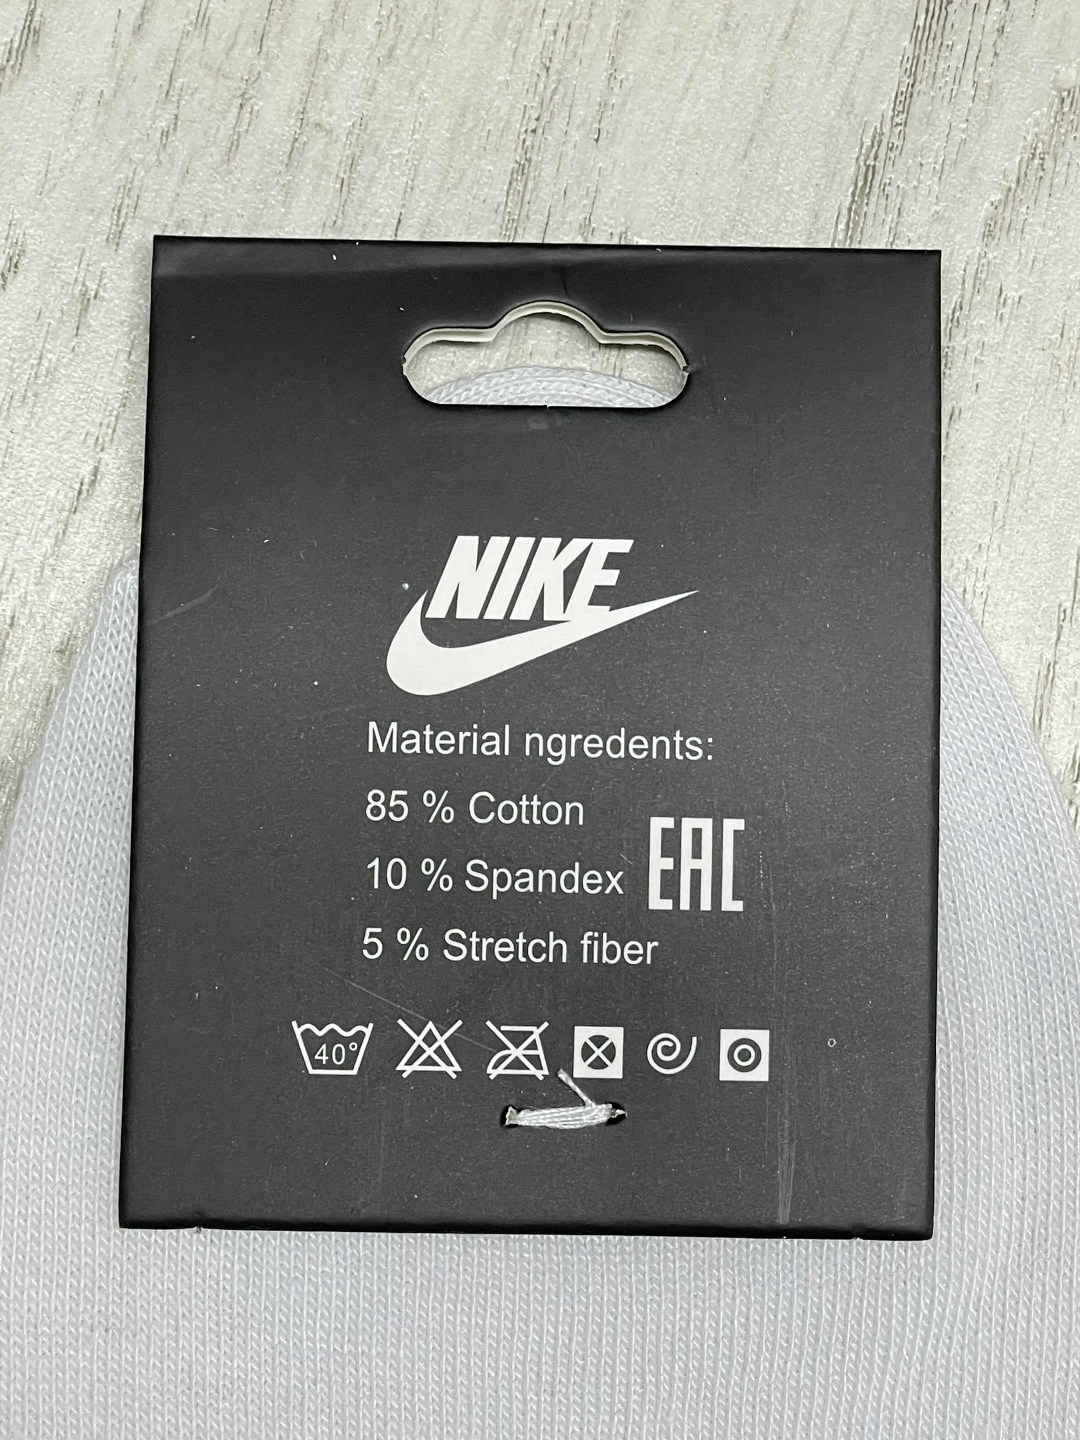 NIKE
Material ngredents:
85 % Cotton
10 % Spandex
EAC
5 % Stretch fiber
40°